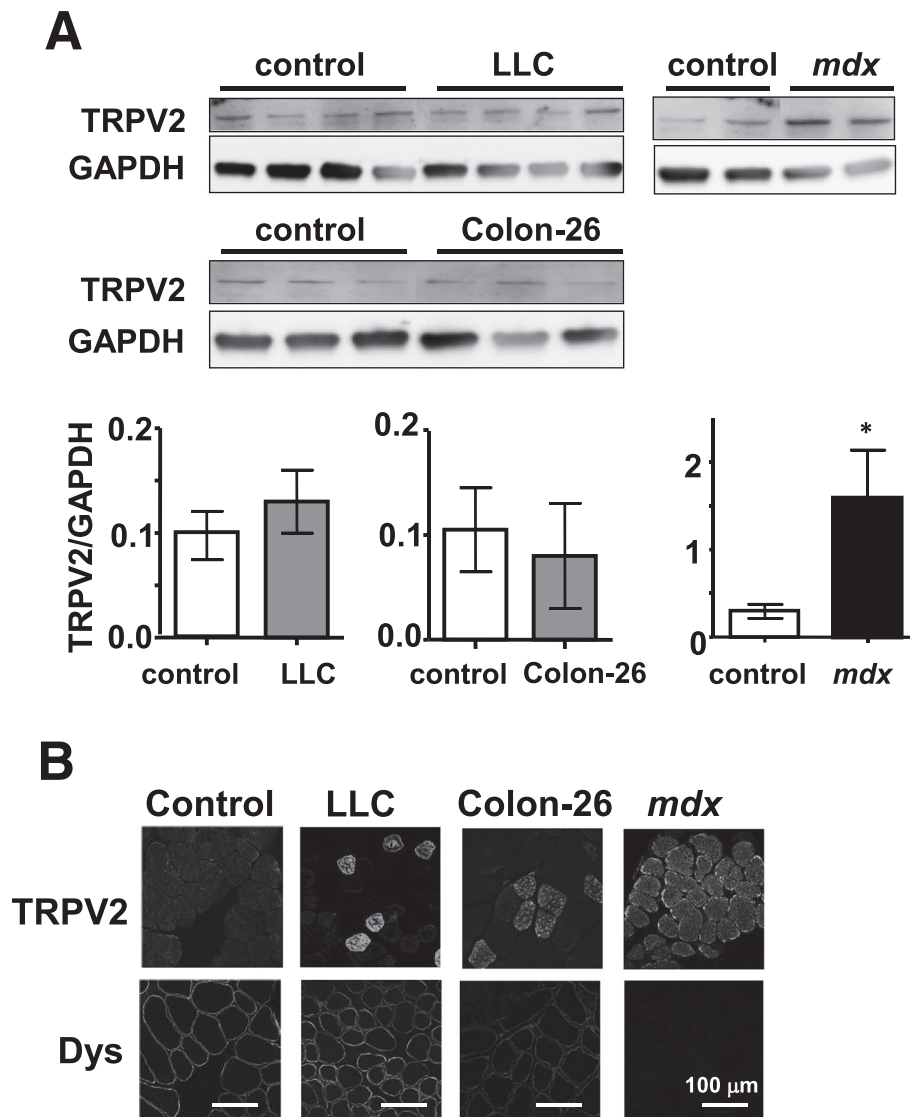 A
control LLC control mdx
TRPV2
GAPDH
control Colon-26
TRPV2
GAPDH
TRPV2/GAPDH
0.2
0.1
0.0
control LLC
0.2
0.1
0.0
control Colon-26
*
2
1
0
control mdx
B
Control LLC Colon-26 mdx
TRPV2
Dys
100 μm